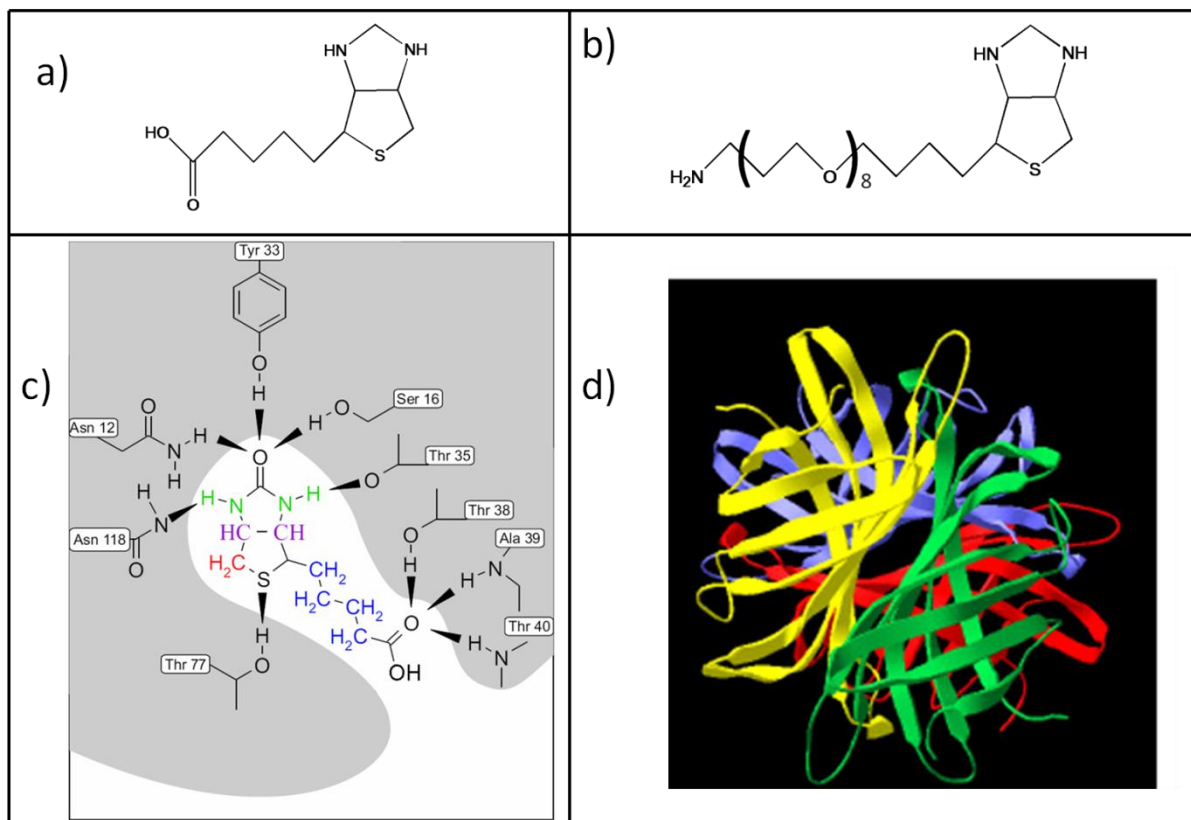 a)
HN
NH
HO
S
O
b)
HN
NH
H₂N
O
8
S
c)
Tyr 33
O
H
H
O
Ser 16
Asn 12
O
N
H
H
O
Thr 35
O
H
H
N
N
H
H
N
Asn 118
O
HC
CH
H₂C
S
CH₂
H₂C
CH₂
H₂C
O
OH
Thr 38
O
H
Ala 39
H
N
Thr 40
H
N
H
O
Thr 77
d)